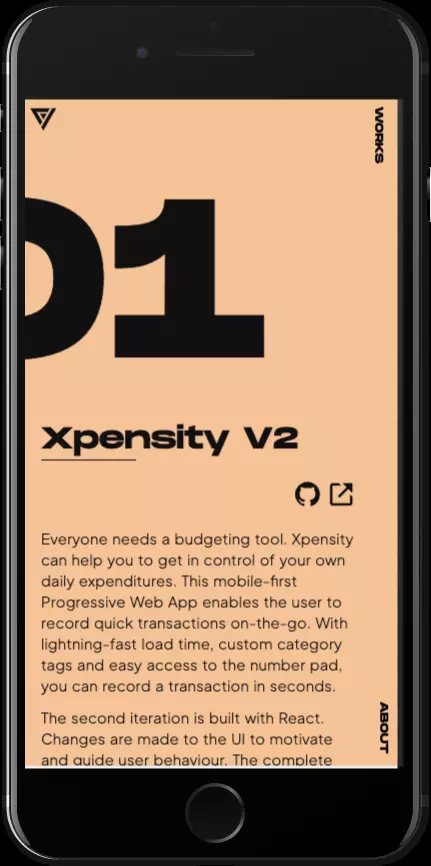 WORKS
01
Xpensity V2
Everyone needs a budgeting tool. Xpensity
can help you to get in control of your own
daily expenditures. This mobile-first
Progressive Web App enables the user to
record quick transactions on-the-go. With
lightning-fast load time, custom category
tags and easy access to the number pad,
you can record a transaction in seconds.
The second iteration is built with React.
Changes are made to the UI to motivate
and guide user behaviour. The complete
ABOUT